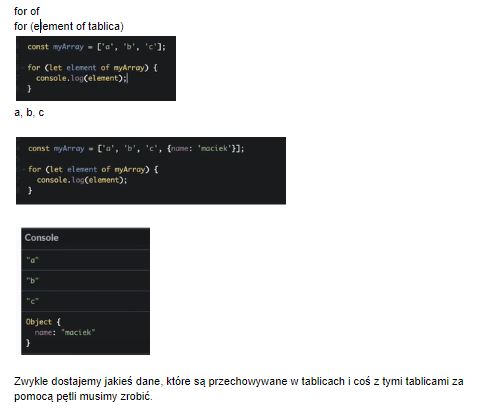 for of
for (element of tablica)
const myArray = ['a', 'b', 'c'];
for (let element of myArray) {
console.log(element);
}
a, b, c
const myArray = ['a', 'b', 'c', {name: 'maciek'}];
for (let element of myArray) {
console.log(element);
}
Console
"a"
"b"
"c"
Object {
name: "maciek"
}
Zwykle dostajemy jakieś dane, które są przechowywane w tablicach i coś z tymi tablicami za
pomocą pętli musimy zrobić.